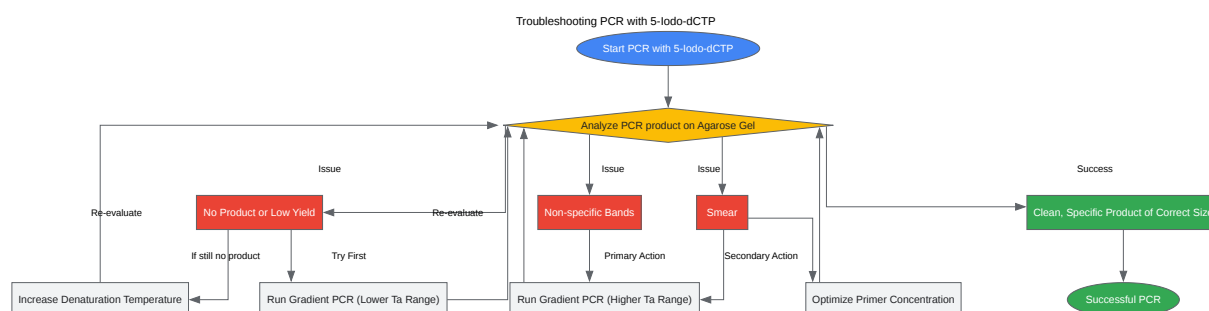 Troubleshooting PCR with 5-Iodo-dCTP
Start PCR with 5-Iodo-dCTP
Analyze PCR product on Agarose Gel
Issue
Issue
Issue
Success
Re-evaluate
No Product or Low Yield
Re-evaluate
Non-specific Bands
Smear
Clean, Specific Product of Correct Size
If still no product
Try First
Primary Action
Secondary Action
Increase Denaturation Temperature
Run Gradient PCR (Lower Ta Range)
Run Gradient PCR (Higher Ta Range)
Optimize Primer Concentration
Successful PCR